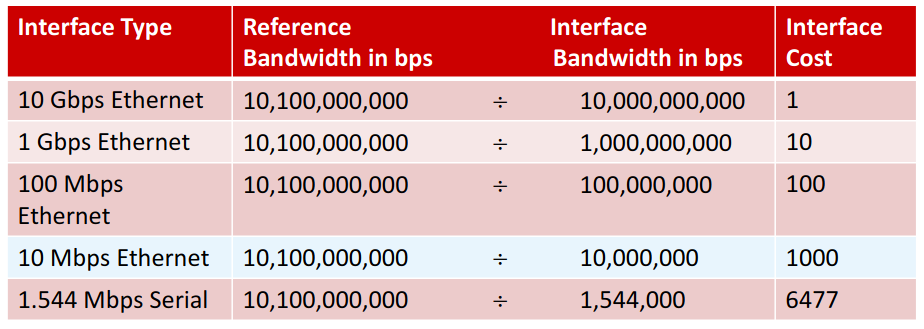 Interface Type Reference Bandwidth in bps Interface Bandwidth in bps Interface Cost
10 Gbps Ethernet 10,100,000,000 ÷ 10,000,000,000 1
1 Gbps Ethernet 10,100,000,000 ÷ 1,000,000,000 10
100 Mbps Ethernet 10,100,000,000 ÷ 100,000,000 100
10 Mbps Ethernet 10,100,000,000 ÷ 10,000,000 1000
1.544 Mbps Serial 10,100,000,000 ÷ 1,544,000 6477